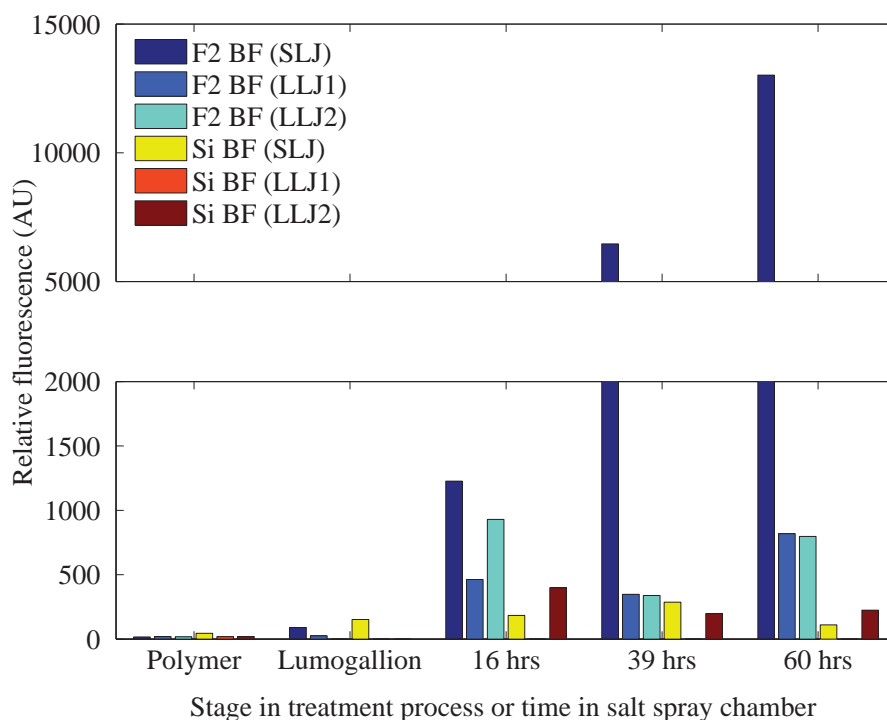 15000
10000
5000
2000
1500
1000
500
0
Relative fluorescence (AU)
F2 BF (SLJ)
F2 BF (LLJ1)
F2 BF (LLJ2)
Si BF (SLJ)
Si BF (LLJ1)
Si BF (LLJ2)
Polymer Lumogallion 16 hrs 39 hrs 60 hrs
Stage in treatment process or time in salt spray chamber